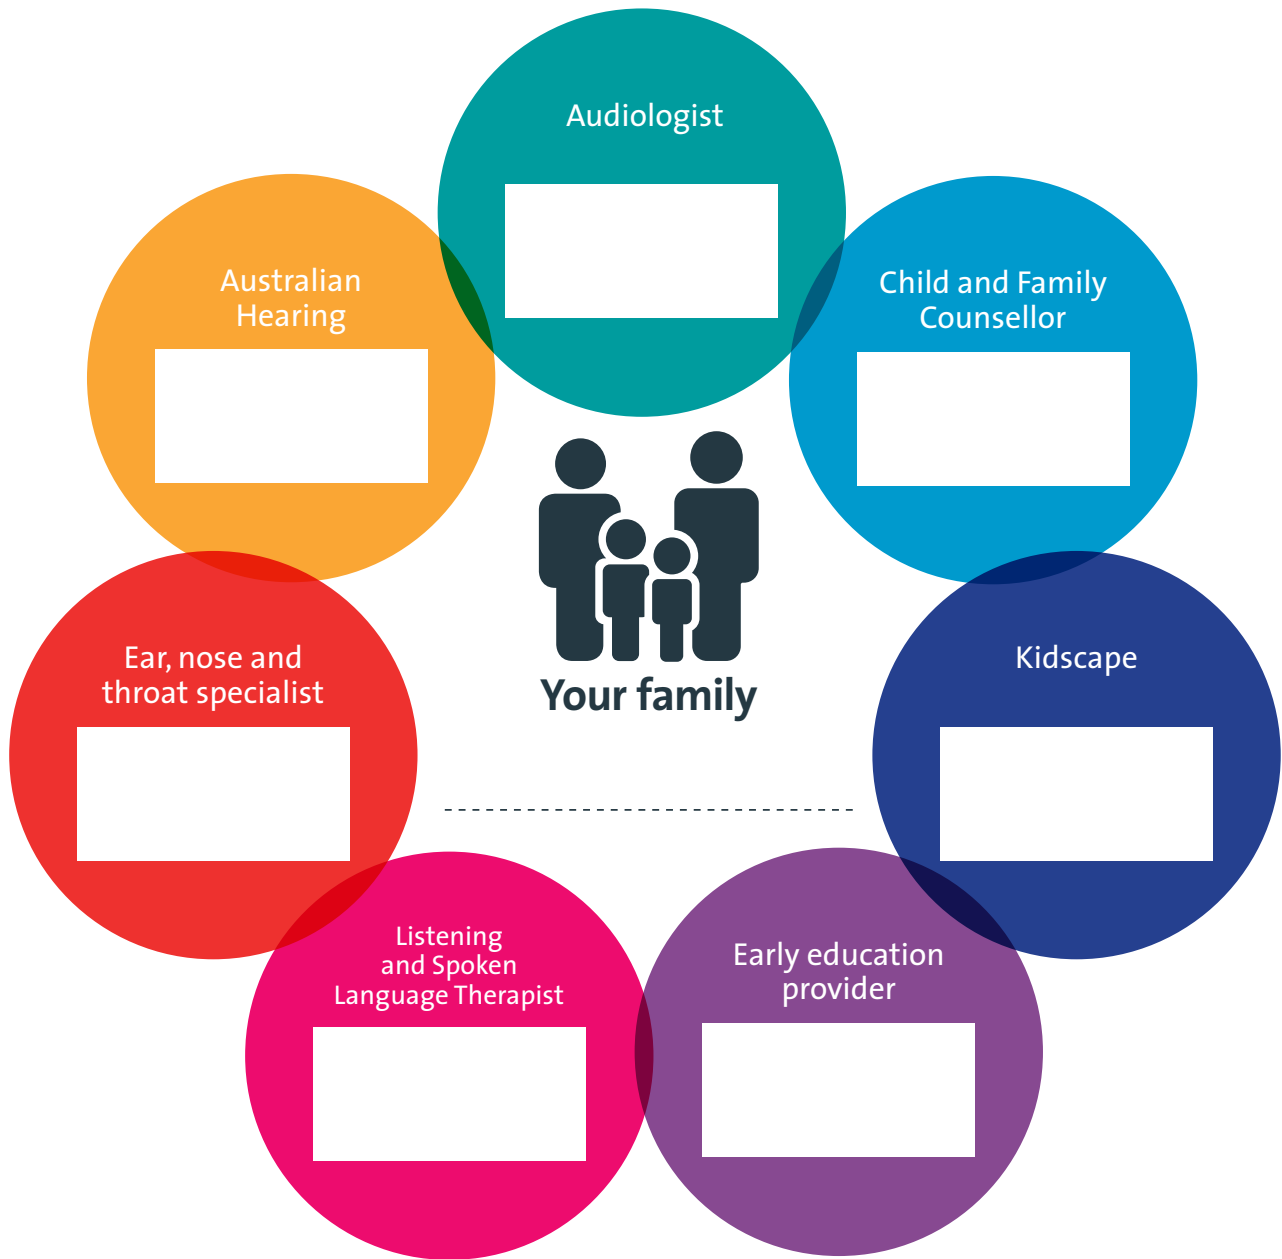 Audiologist
Australian
Hearing
Child and Family
Counsellor
Ear, nose and
throat specialist
Your family
Kidscape
Listening
and Spoken
Language Therapist
Early education
provider